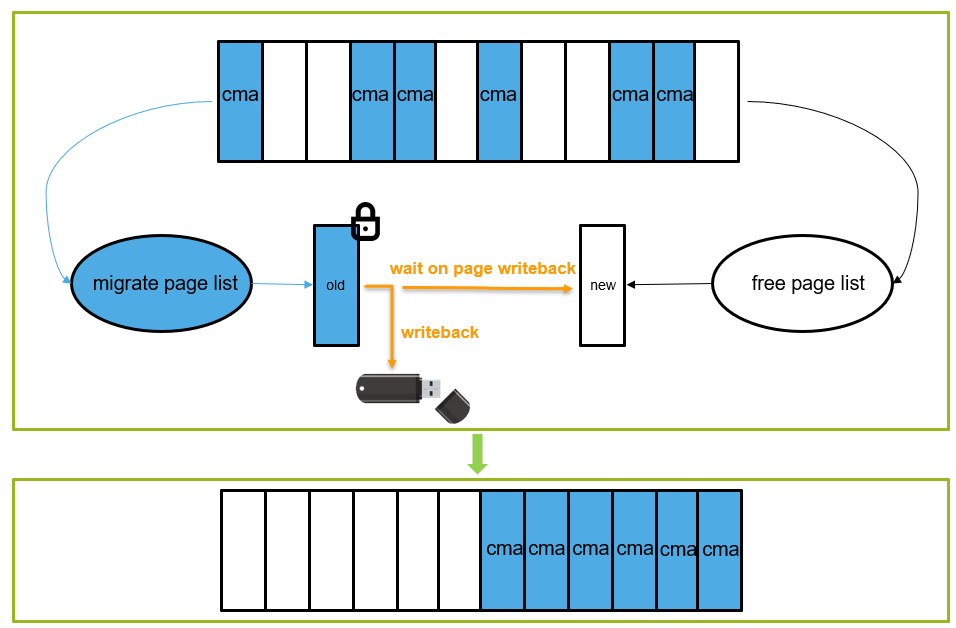 cma cma cma cma cma cma
wait on page writeback
migrate page list old new free page list
writeback
cma cma cma cma cma cma